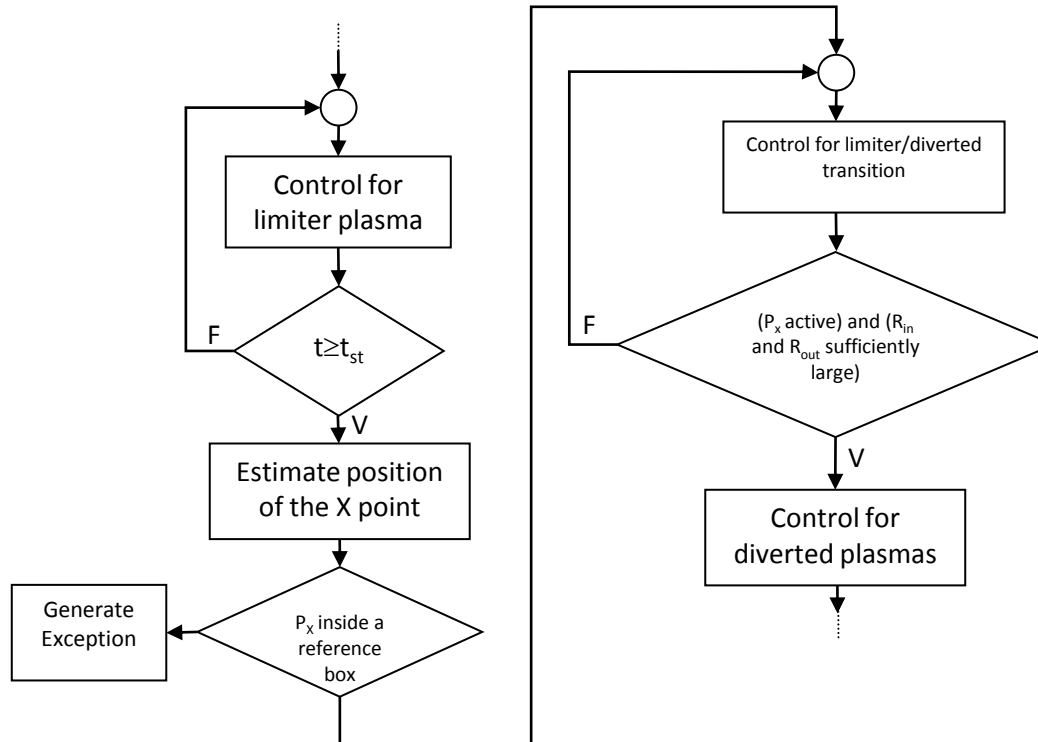 Control for
limiter plasma
F
t≥t_st
V
Estimate position
of the X point
Generate
Exception
P_X inside a
reference
box
Control for limiter/diverted
transition
F
(P_x active) and (R_in
and R_out sufficiently
large)
V
Control for
diverted plasmas